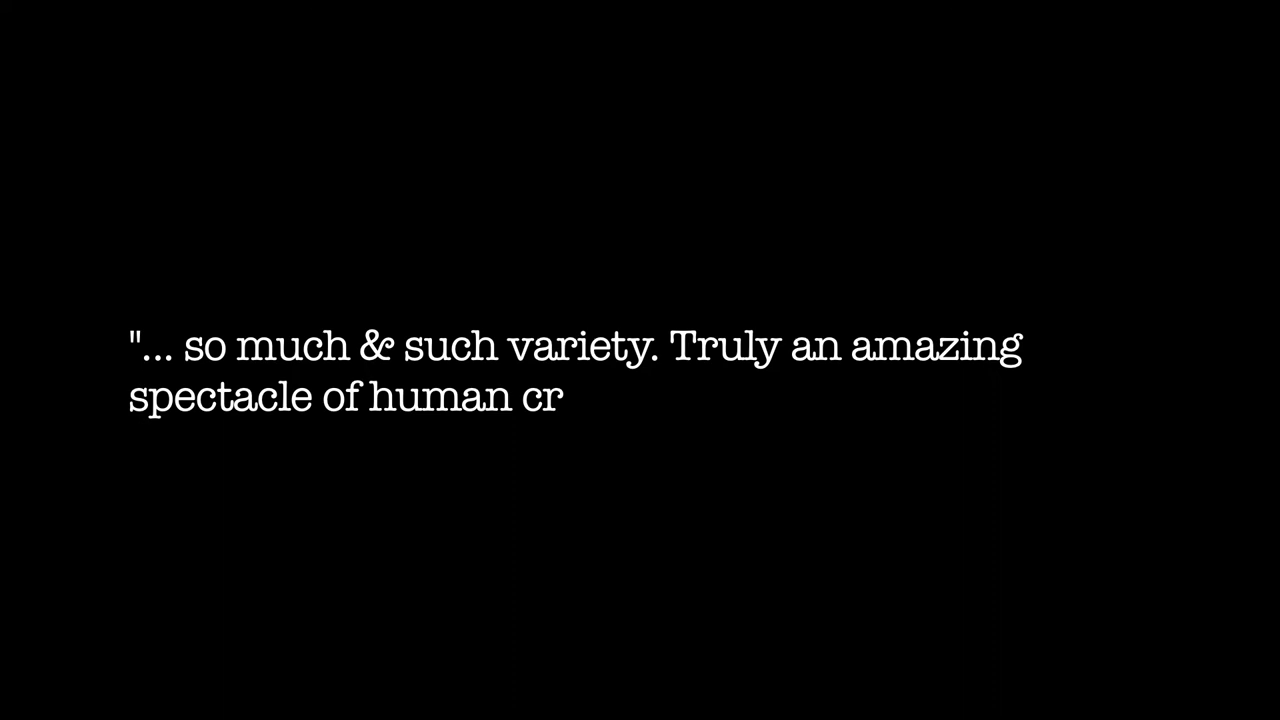 "... so much & such variety. Truly an amazing
spectacle of human cr